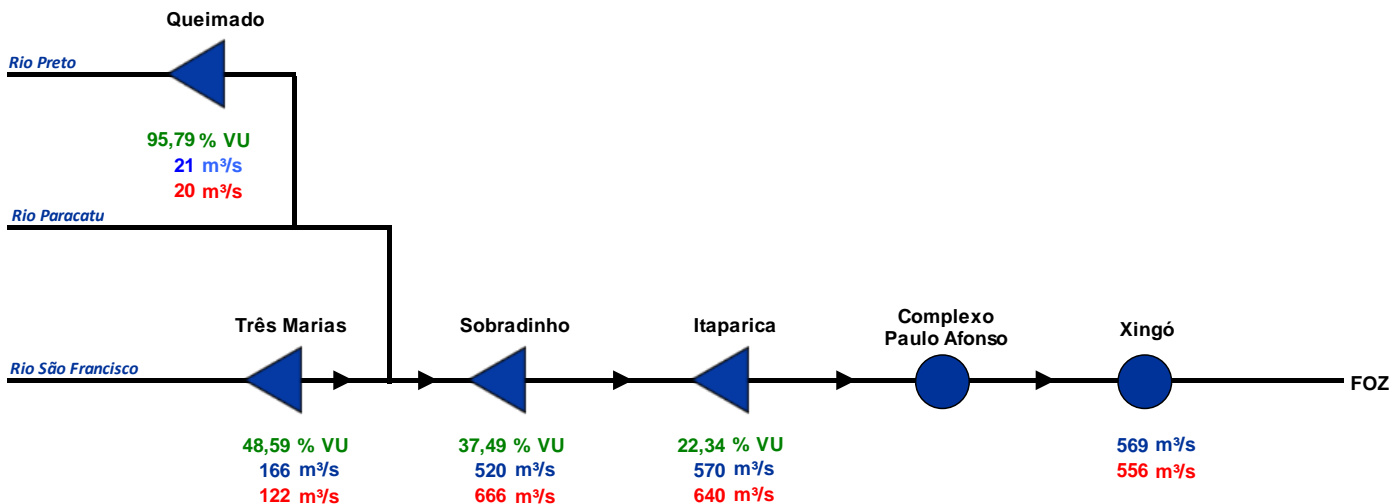 Queimado
Rio Preto
95,79 % VU
21 m³/s
20 m³/s
Rio Paracatu
Três Marias
Sobradinho
Itaparica
Complexo
Paulo Afonso
Xingó
Rio São Francisco
FOZ
48,59 % VU
166 m³/s
122 m³/s
37,49 % VU
520 m³/s
666 m³/s
22,34 % VU
570 m³/s
640 m³/s
569 m³/s
556 m³/s